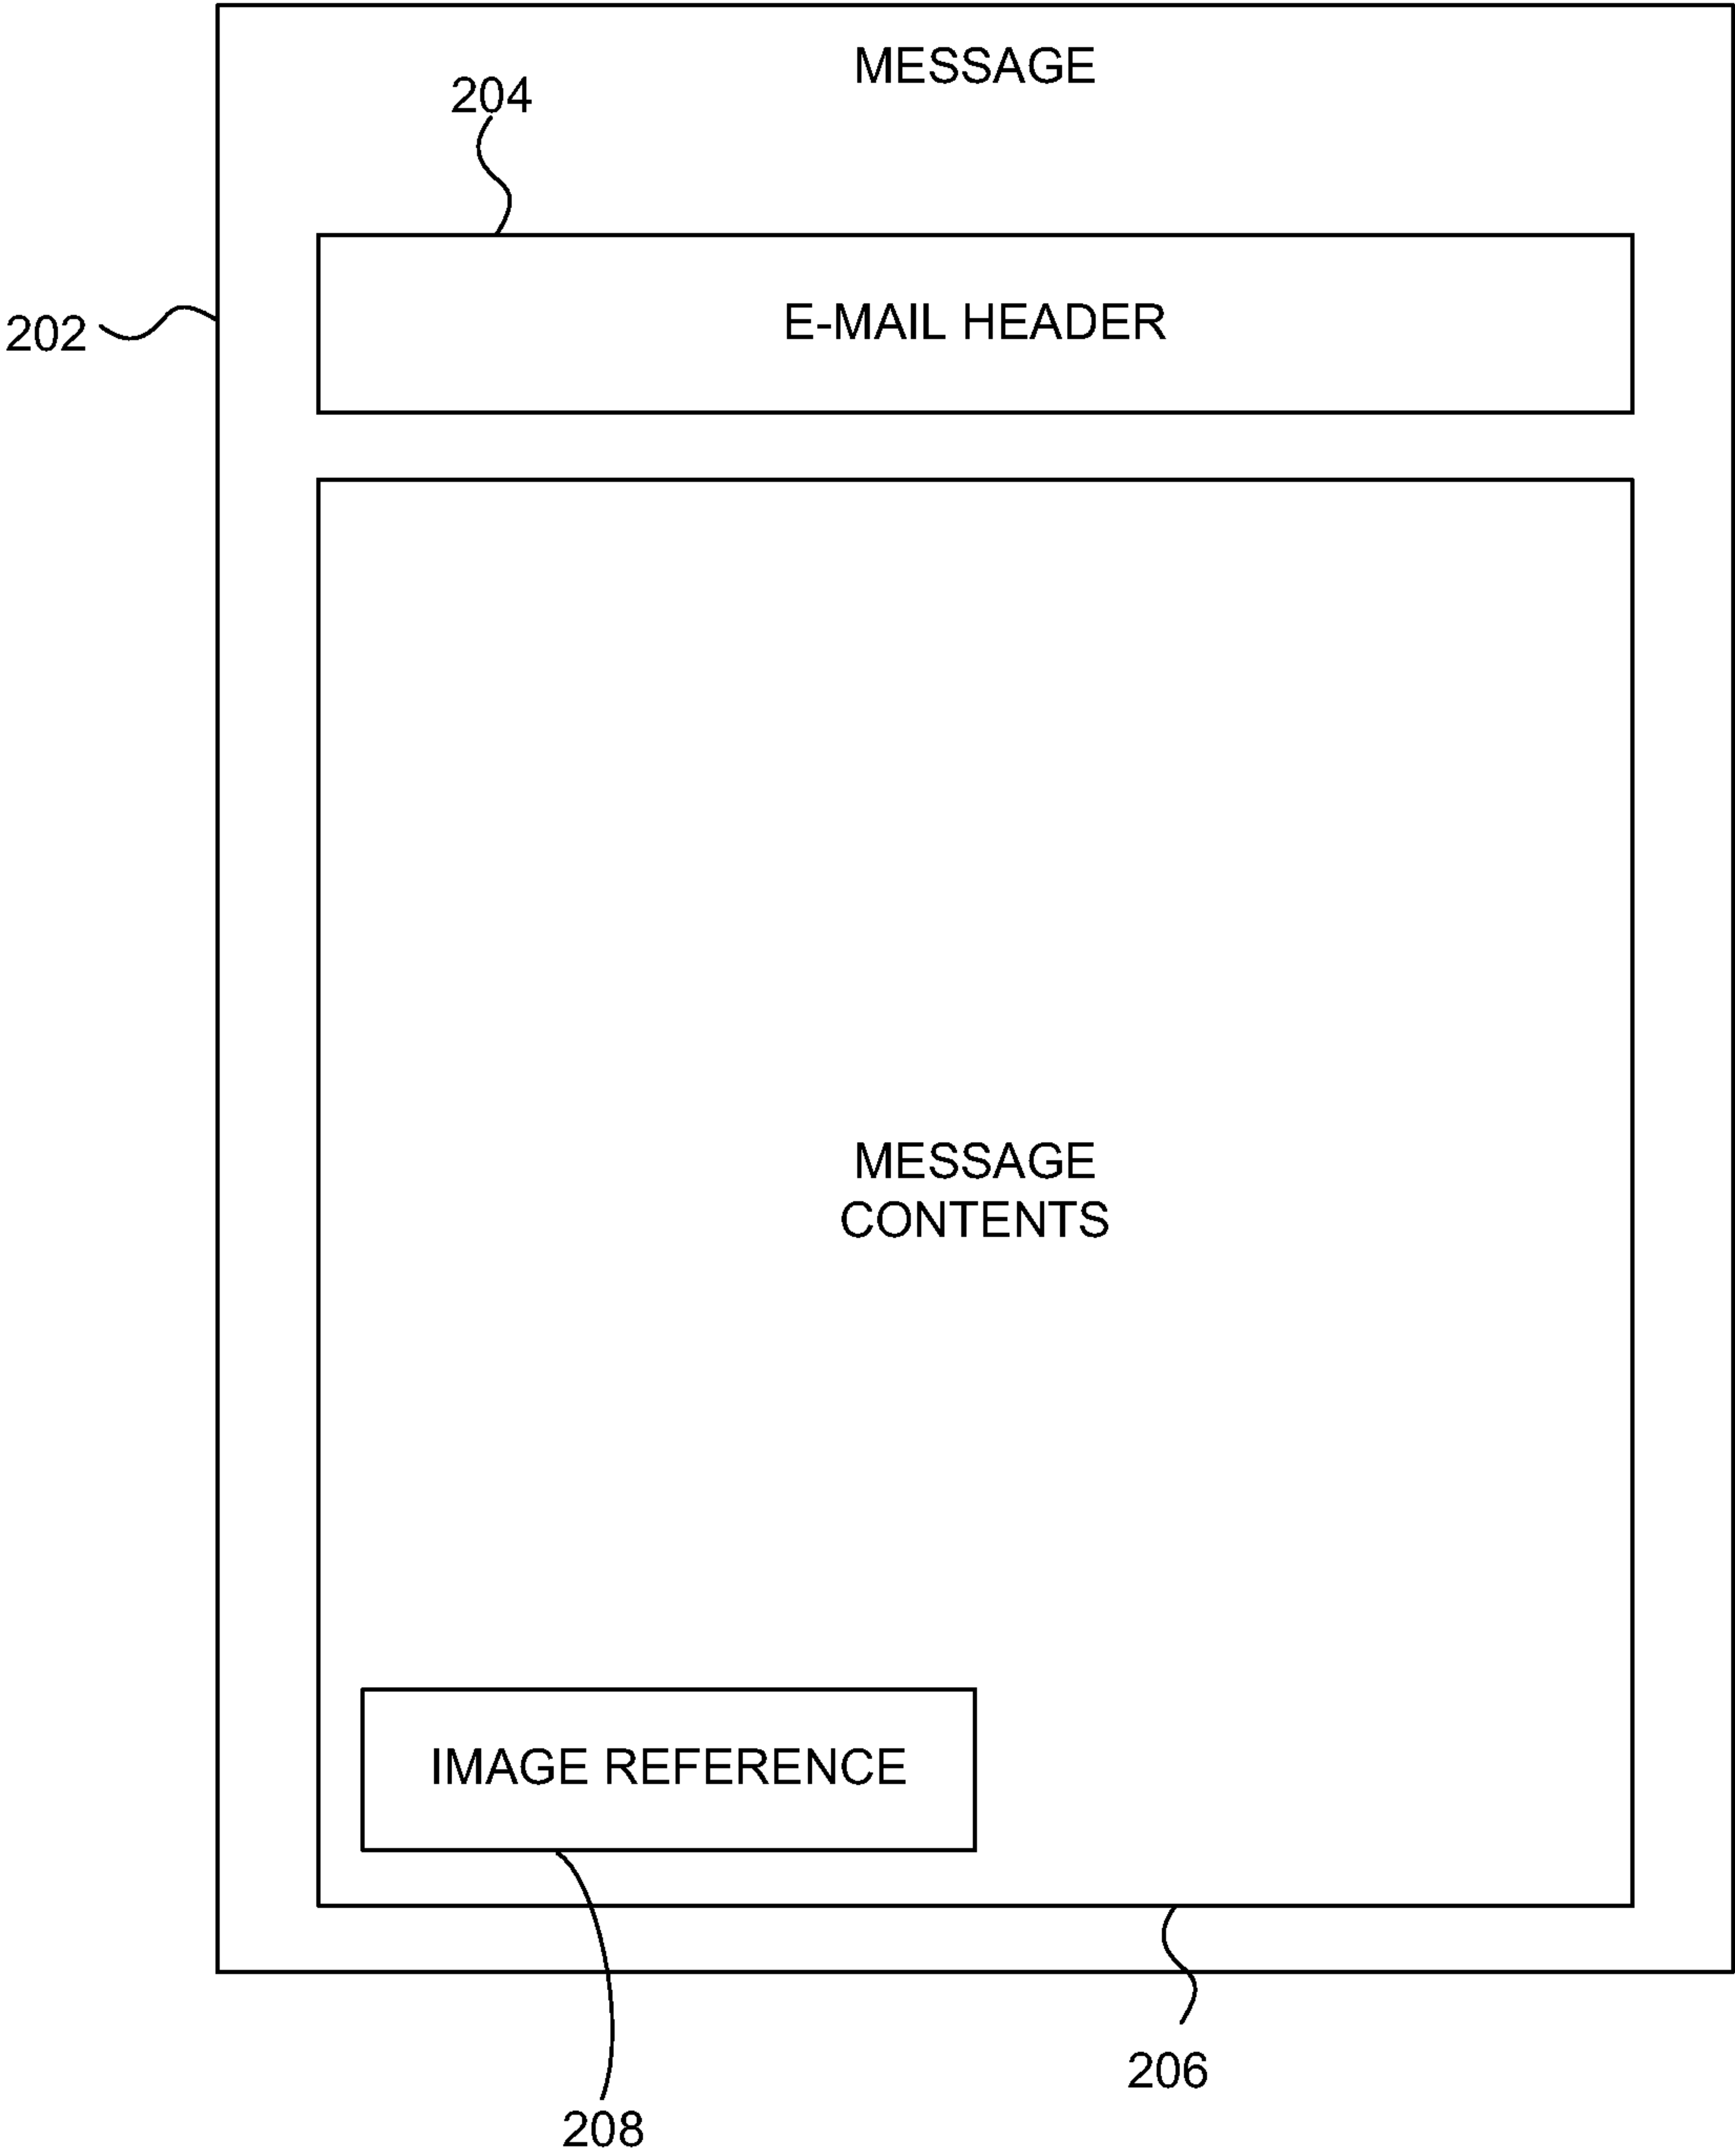 MESSAGE
204
202
E-MAIL HEADER
MESSAGE
CONTENTS
IMAGE REFERENCE
206
208